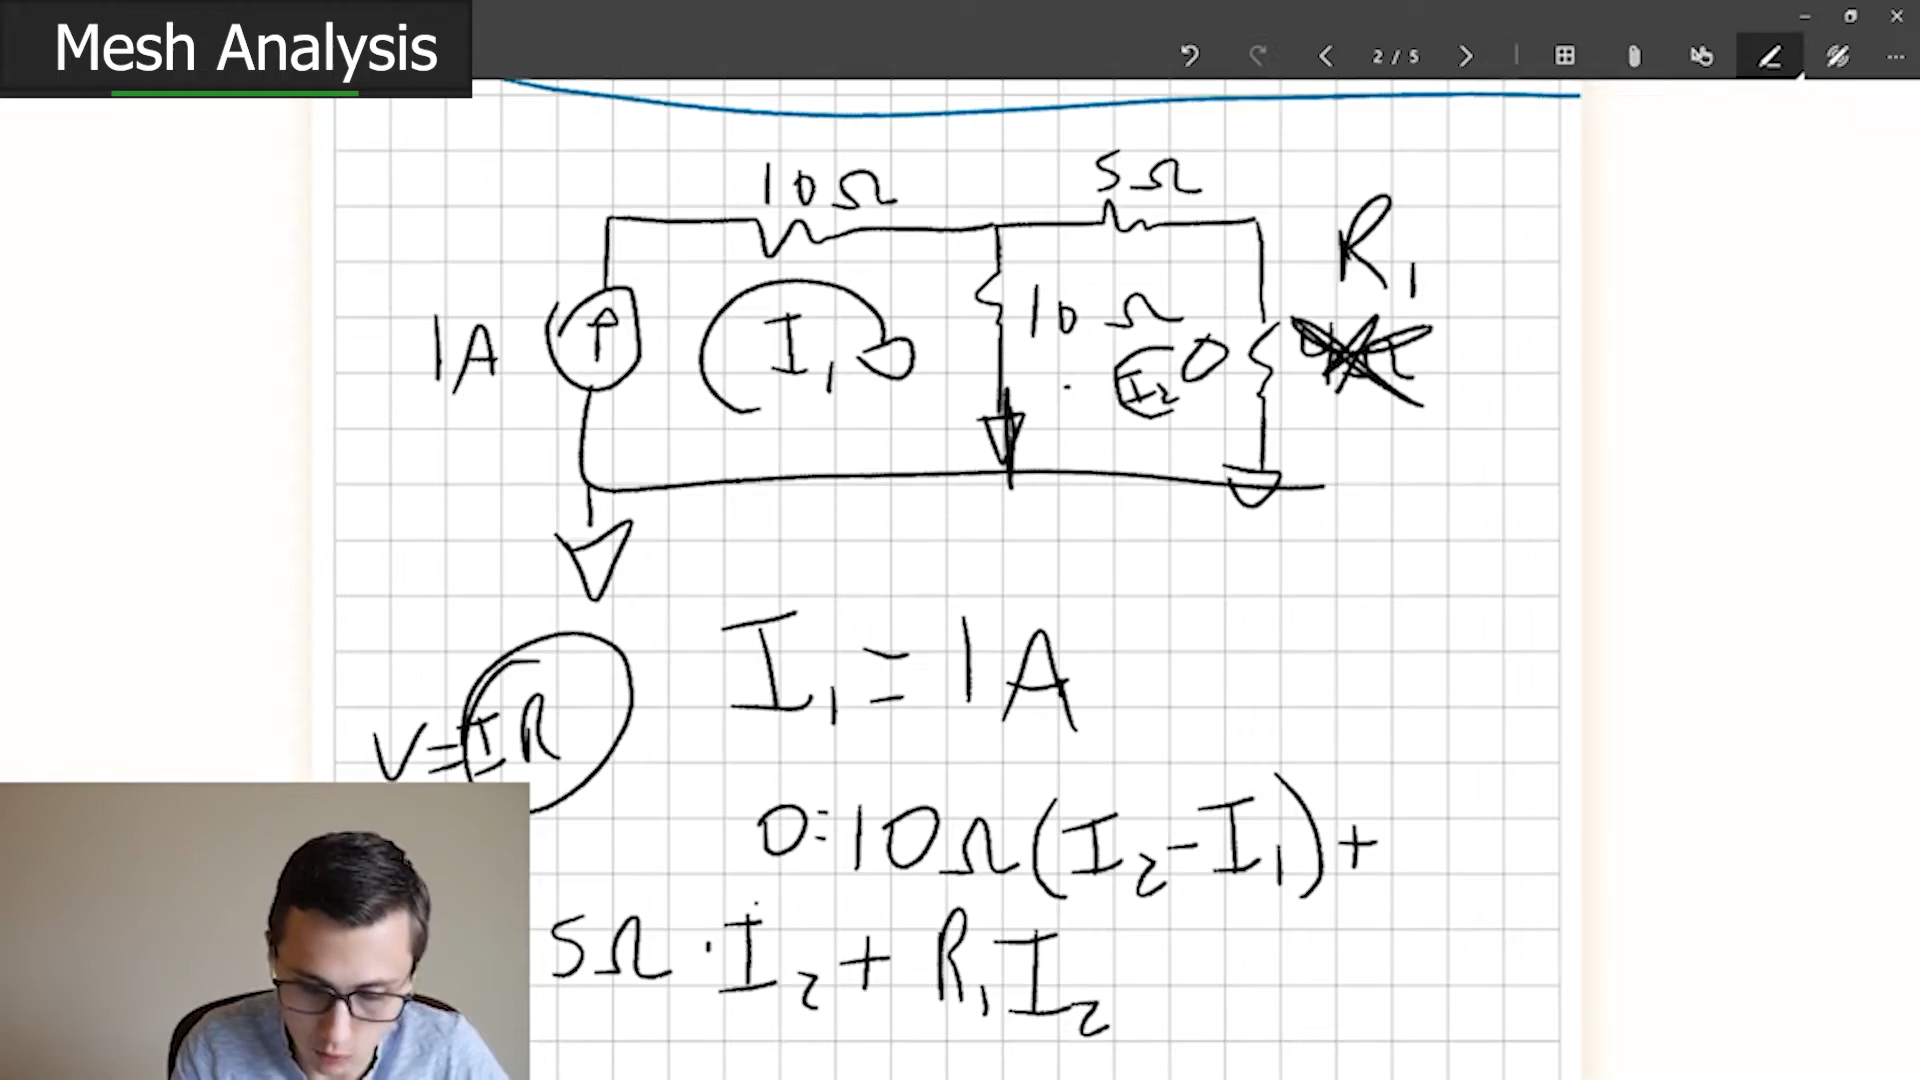 Mesh Analysis
2 / 5
10Ω
5Ω
R₁
1A
I₁
10Ω
I₂
I₁ = 1A
V=IR
0:10Ω(I₂-I₁)+
5Ω·I₂+R₁I₂